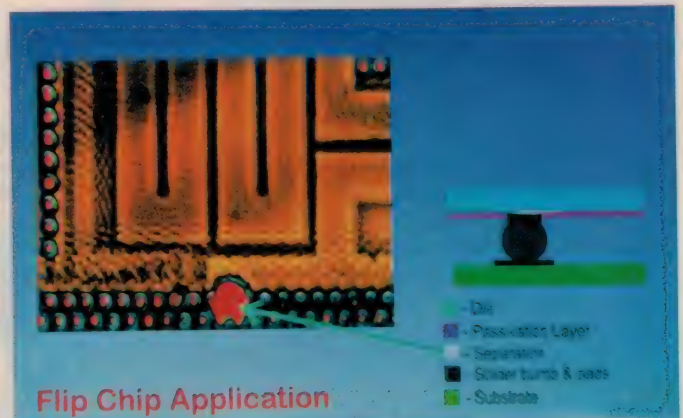 - Die
- Passivation Layer
- Separation
- Solder bump & pads
- Substrate
Flip Chip Application